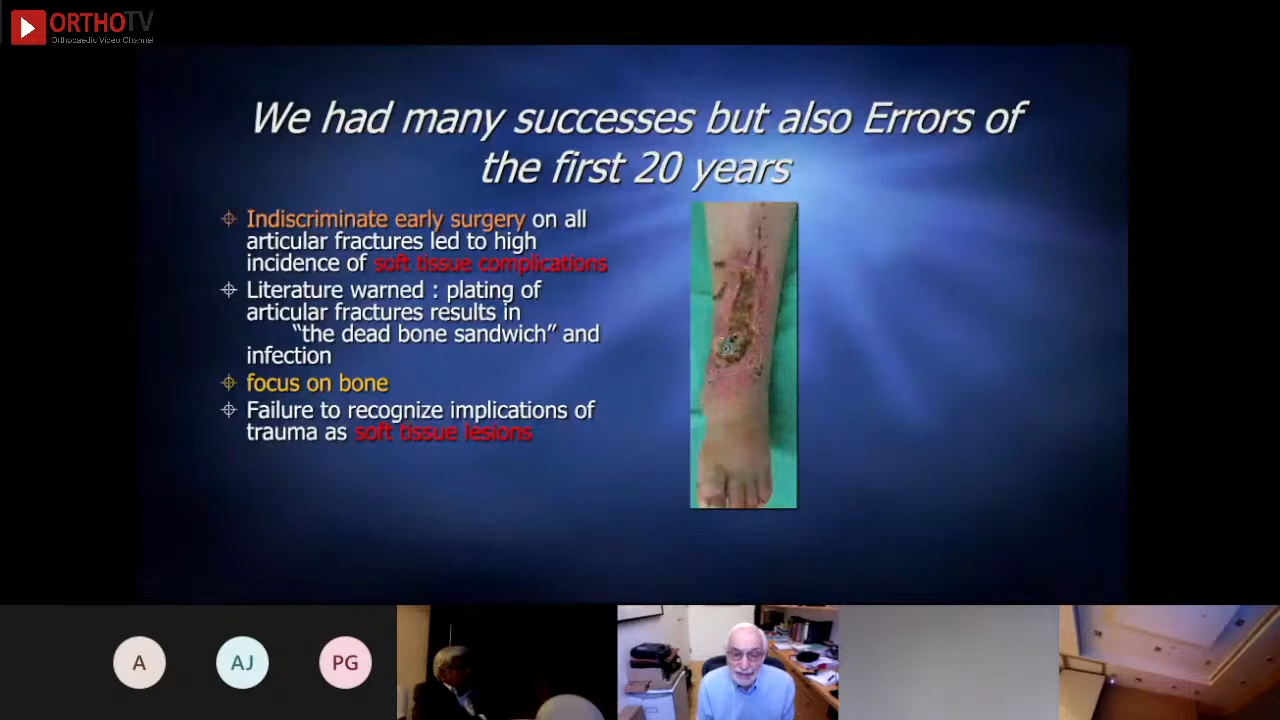 ORTHOTV
Orthopaedic Video Channel
We had many successes but also Errors of
the first 20 years
Indiscriminate early surgery on all
articular fractures led to high
incidence of soft tissue complications
Literature warned : plating of
articular fractures results in
“the dead bone sandwich” and
infection
focus on bone
Failure to recognize implications of
trauma as soft tissue lesions
A
AJ
PG